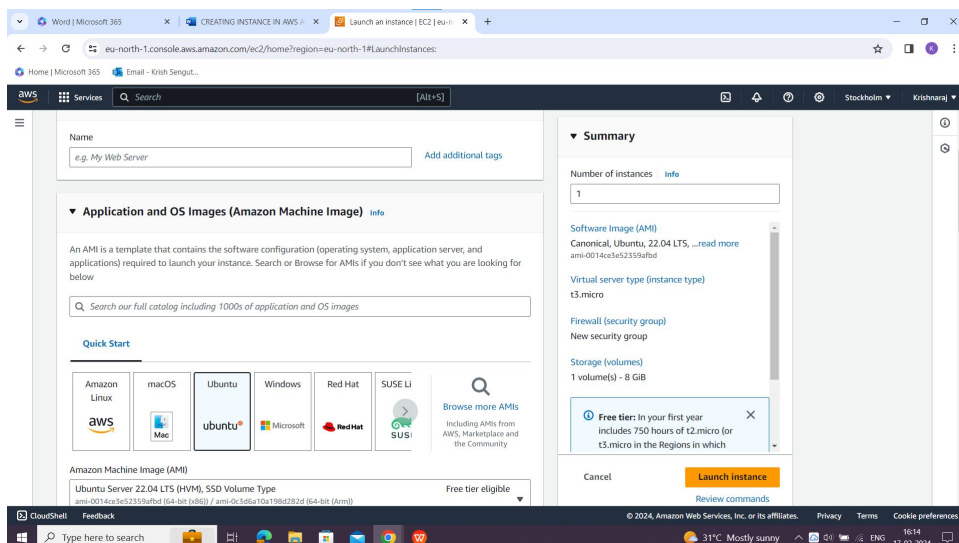 Word | Microsoft 365
CREATING INSTANCE IN AWS A
Launch an instance | EC2 | eu-n
eu-north-1.console.aws.amazon.com/ec2/home?region=eu-north-1#LaunchInstances:
K
Home | Microsoft 365
Email - Krish Sengut...
aws
Services
Search
[Alt+S]
Stockholm
Krishnaraj
Name
e.g. My Web Server
Add additional tags
Application and OS Images (Amazon Machine Image) Info
An AMI is a template that contains the software configuration (operating system, application server, and
applications) required to launch your instance. Search or Browse for AMIs if you don't see what you are looking for
below
Search our full catalog including 1000s of application and OS images
Quick Start
Amazon
Linux
aws
macOS
Mac
Ubuntu
ubuntu®
Windows
Microsoft
Red Hat
Red Hat
SUSE Li
SUS
Browse more AMIs
Including AMIs from
AWS, Marketplace and
the Community
Amazon Machine Image (AMI)
Ubuntu Server 22.04 LTS (HVM), SSD Volume Type
Free tier eligible
ami-0014ce3e52359afbd (64-bit (x86)) / ami-0c3d6a10a198d282d (64-bit (Arm))
Summary
Number of instances Info
1
Software Image (AMI)
Canonical, Ubuntu, 22.04 LTS, ...read more
ami-0014ce3e52359afbd
Virtual server type (instance type)
t3.micro
Firewall (security group)
New security group
Storage (volumes)
1 volume(s) - 8 GiB
Free tier: In your first year
includes 750 hours of t2.micro (or
t3.micro in the Regions in which
Cancel
Launch instance
Review commands
CloudShell
Feedback
© 2024, Amazon Web Services, Inc. or its affiliates.
Privacy
Terms
Cookie preferences
Type here to search
31°C Mostly sunny
ENG
16:14
17-02-2024